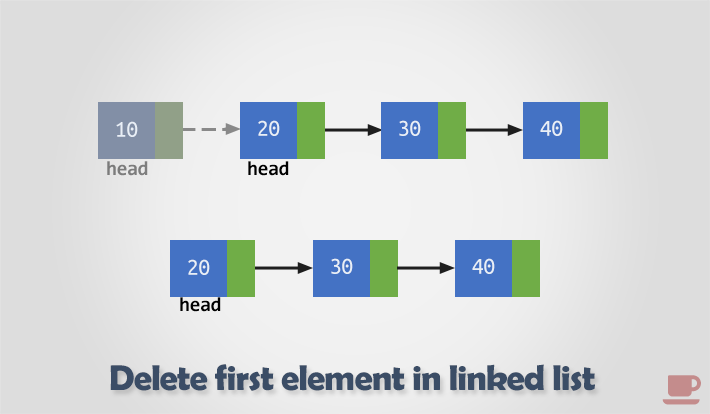 10 20 30 40
head head
20 30 40
head
Delete first element in linked list